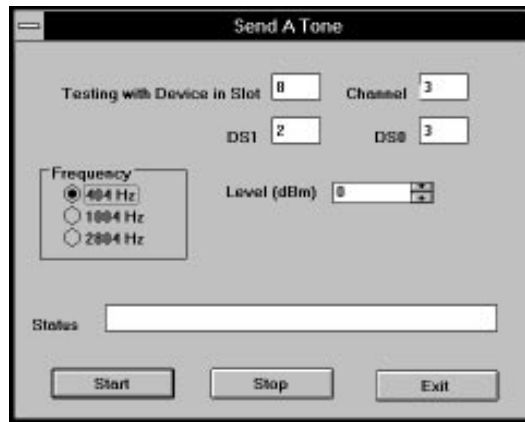 Send A Tone
Testing with Device in Slot 8 Channel 3
DS1 2 DS0 3
Frequency
404 Hz
1004 Hz
2804 Hz
Level (dBm) 0
Status
Start Stop Exit